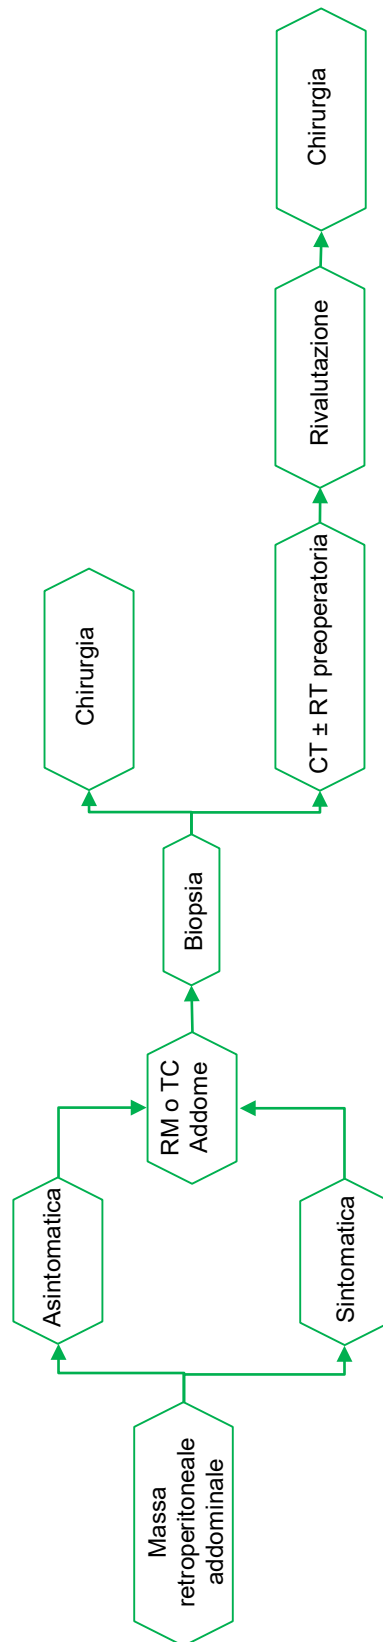 Massa
retroperitoneale
addominale
Asintomatica
Sintomatica
RM o TC
Addome
Biopsia
Chirurgia
CT ± RT preoperatoria
Rivalutazione
Chirurgia